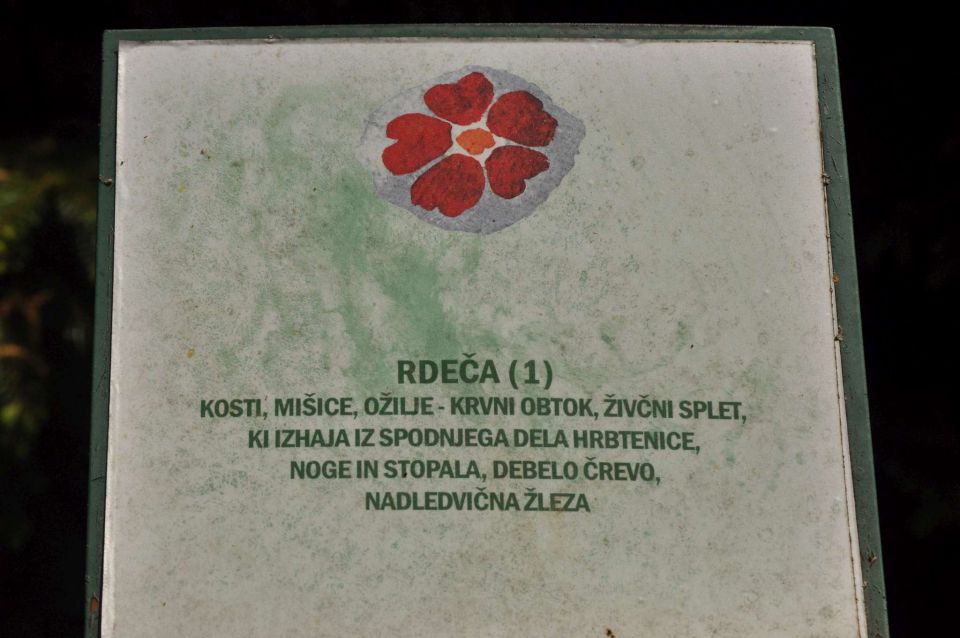 RDEČA (1)
KOSTI, MIŠICE, OŽILJE - KRVNI OBTOK, ŽIVČNI SPLET,
KI IZHAJA IZ SPODNJEGA DELA HRBTENICE,
NOGE IN STOPALA, DEBELO ČREVO,
NADLEDVIČNA ŽLEZA